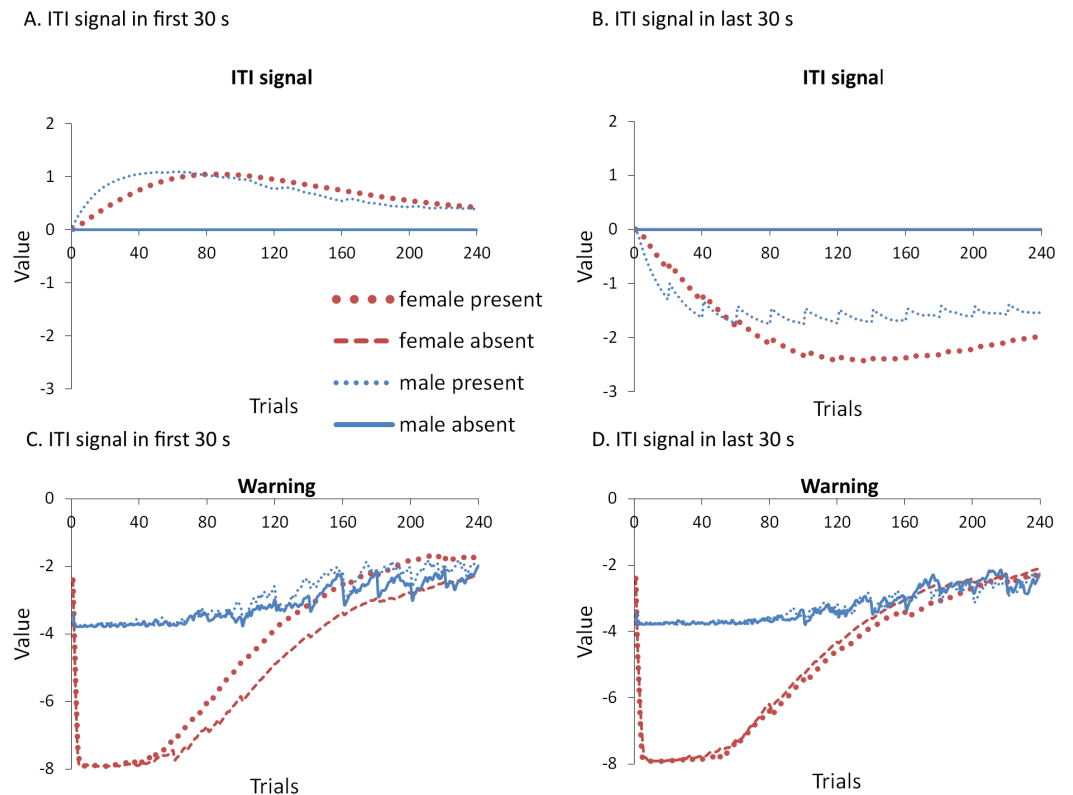 A. ITI signal in first 30 s
ITI signal
2
1
0
-1
-2
-3
0 40 80 120 160 200 240
Value
Trials
female present
female absent
male present
male absent
B. ITI signal in last 30 s
ITI signal
2
1
0
-1
-2
-3
0 40 80 120 160 200 240
Value
Trials
C. ITI signal in first 30 s
Warning
0
-2
-4
-6
-8
0 40 80 120 160 200 240
Value
Trials
D. ITI signal in last 30 s
Warning
0
-2
-4
-6
-8
0 40 80 120 160 200 240
Value
Trials